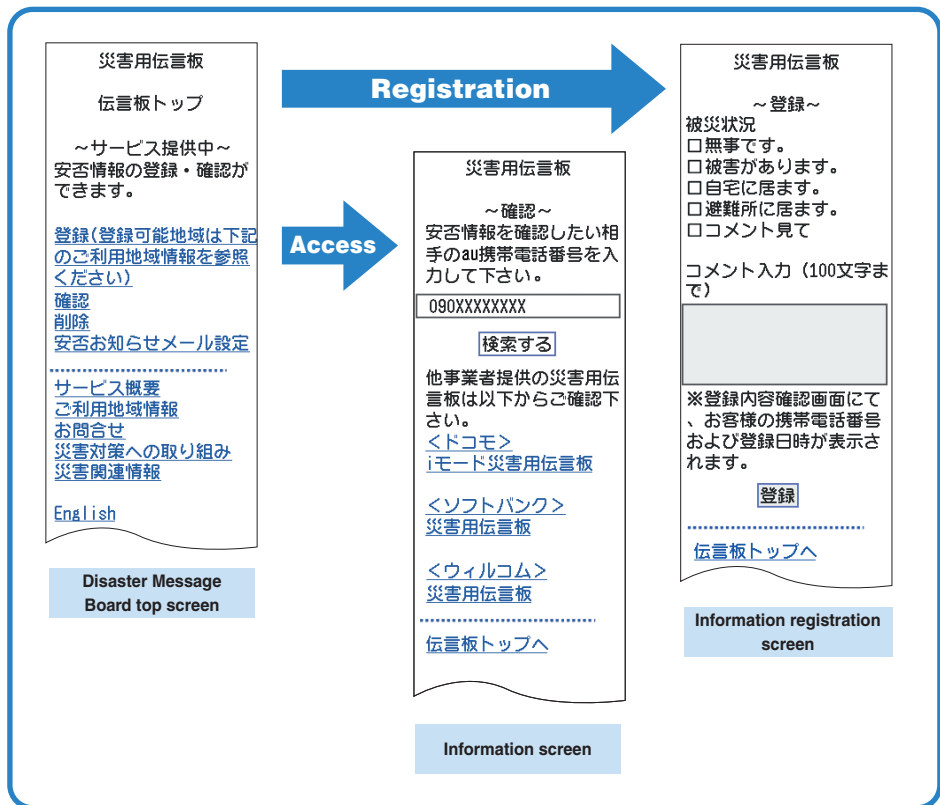 災害用伝言板
伝言板トップ
～サービス提供中～
安否情報の登録・確認が
できます。
登録(登録可能地域は下記
のご利用地域情報を参照
ください)
確認
削除
安否お知らせメール設定
サービス概要
ご利用地域情報
お問合せ
災害対策への取り組み
災害関連情報
English
Disaster Message
Board top screen
Registration
Access
災害用伝言板
～確認～
安否情報を確認したい相
手のau携帯電話番号を入
力して下さい。
090XXXXXXXX
検索する
他事業者提供の災害用伝
言板は以下からご確認下
さい。
＜ドコモ＞
iモード災害用伝言板
＜ソフトバンク＞
災害用伝言板
＜ウィルコム＞
災害用伝言板
伝言板トップへ
Information screen
災害用伝言板
～登録～
被災状況
□無事です。
□被害があります。
□自宅に居ます。
□避難所に居ます。
□コメント見て
コメント入力（100文字ま
で）
※登録内容確認画面にて
、お客様の携帯電話番号
および登録日時が表示さ
れます。
登録
伝言板トップへ
Information registration
screen